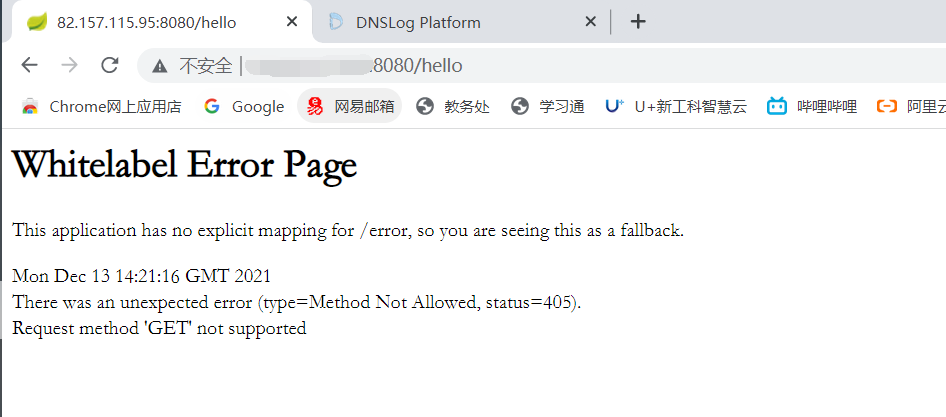 82.157.115.95:8080/hello
DNSLog Platform
不安全 | :8080/hello
Chrome网上应用店 Google 网易邮箱 教务处 学习通 U+新工科智慧云 哔哩哔哩 阿里云
Whitelabel Error Page
This application has no explicit mapping for /error, so you are seeing this as a fallback.
Mon Dec 13 14:21:16 GMT 2021
There was an unexpected error (type=Method Not Allowed, status=405).
Request method 'GET' not supported